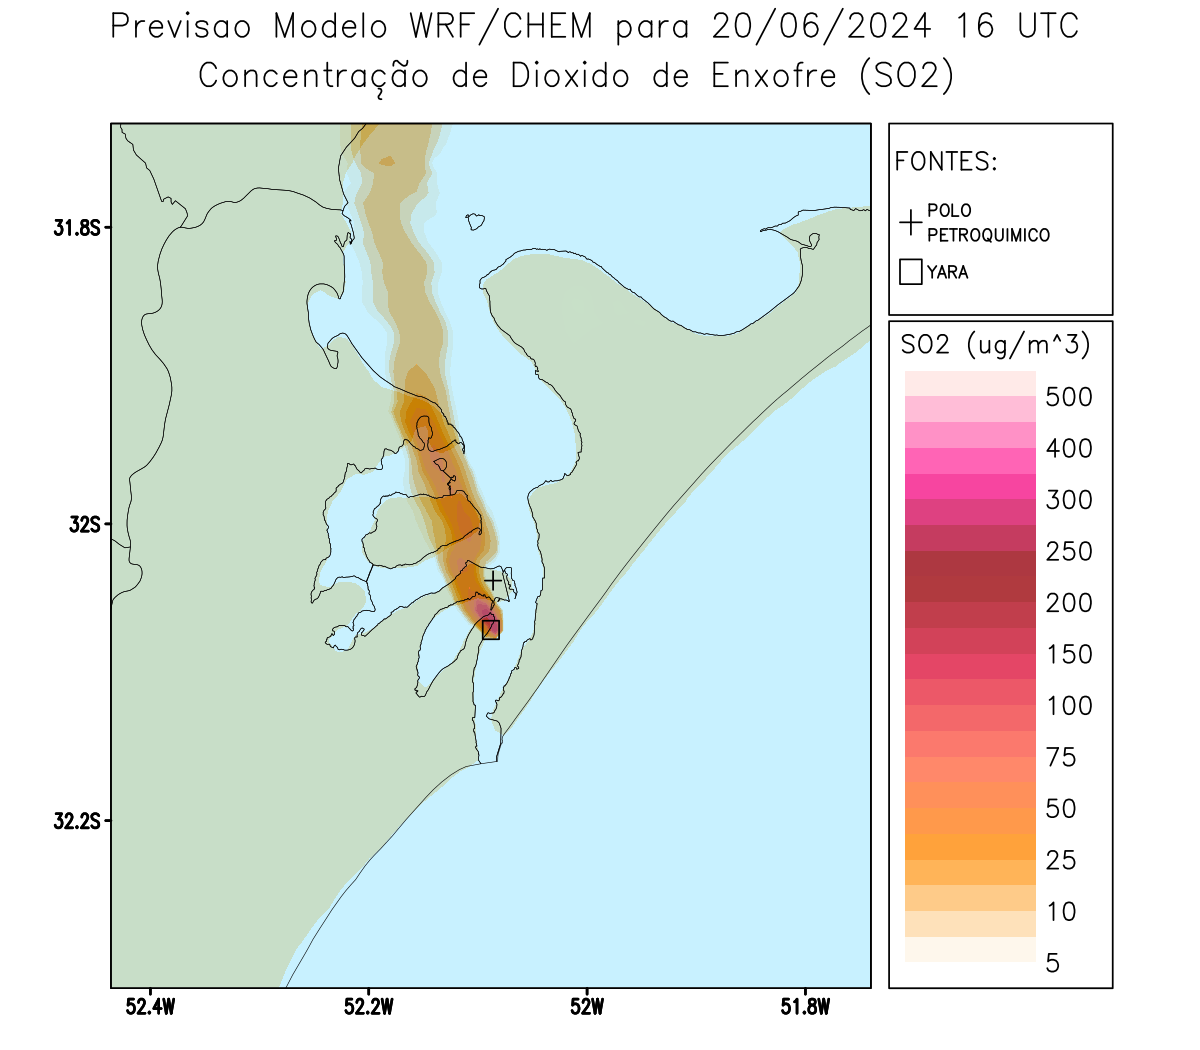 Previsao Modelo WRF/CHEM para 20/06/2024 16 UTC
Concentração de Dioxido de Enxofre (SO2)
FONTES:
POLO
PETROQUIMICO
YARA
SO2 (ug/m^3)
500
400
300
250
200
150
100
75
50
25
10
5
31.8S
32S
32.2S
52.4W
52.2W
52W
51.8W